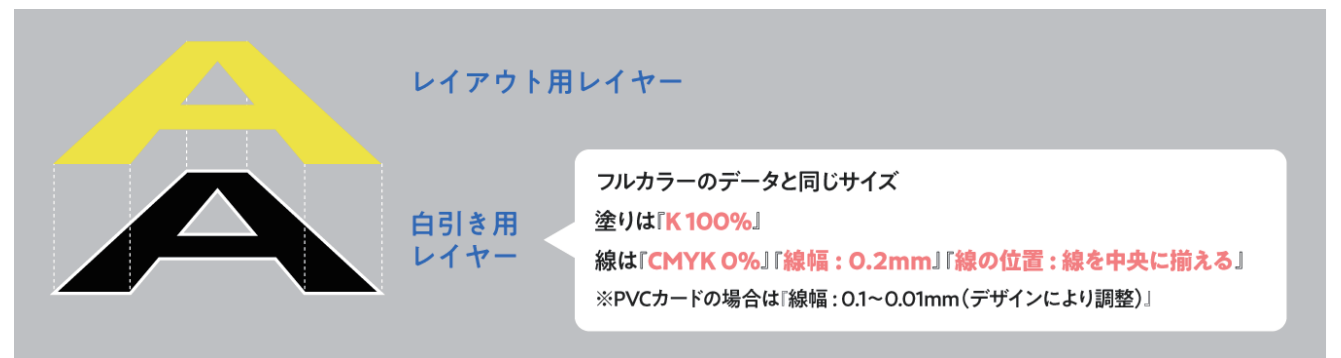 レイアウト用レイヤー
白引き用
レイヤー
フルカラーのデータと同じサイズ
塗りは『K 100%』
線は『CMYK 0%』『線幅 : 0.2mm』『線の位置 : 線を中央に揃える』
※PVCカードの場合は『線幅 : 0.1~0.01mm（デザインにより調整）』